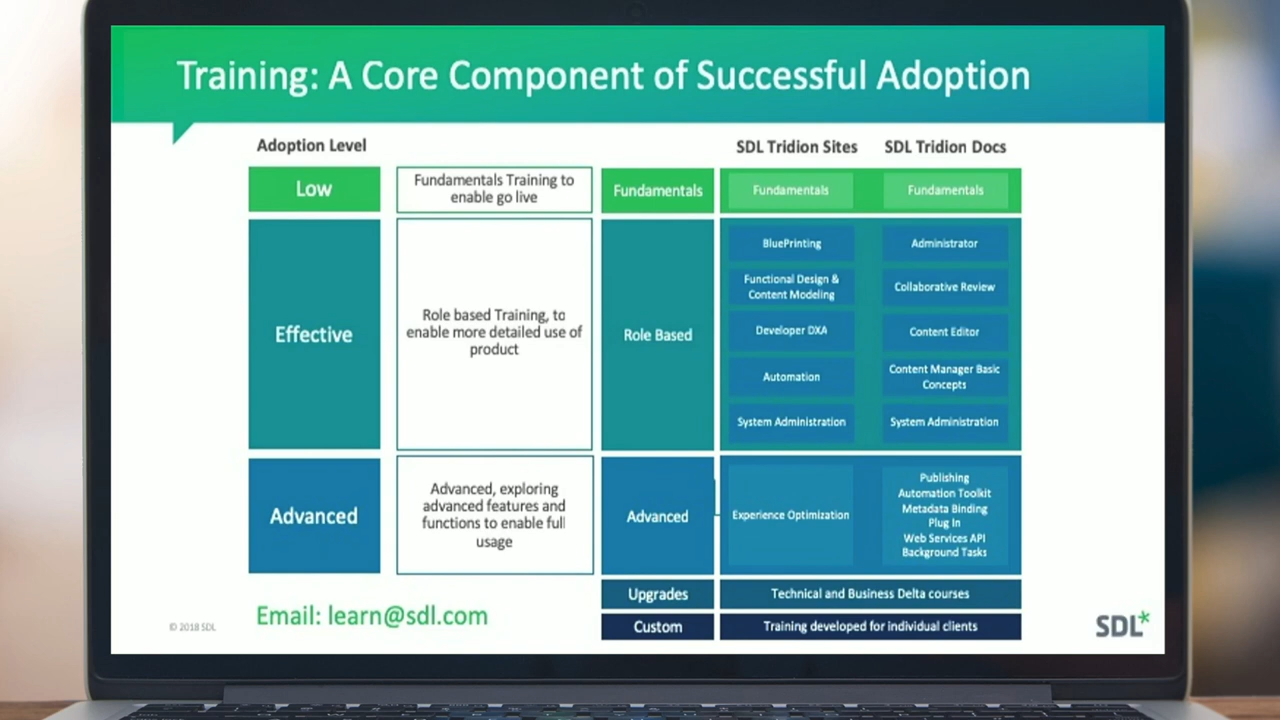 Training: A Core Component of Successful Adoption
Adoption Level
SDL Tridion Sites
SDL Tridion Docs
Low
Fundamentals Training to
enable go live
Fundamentals
Fundamentals
Fundamentals
Effective
Role based Training, to
enable more detailed use of
product
Role Based
BluePrinting
Functional Design &
Content Modeling
Developer DXA
Automation
System Administration
Administrator
Collaborative Review
Content Editor
Content Manager Basic
Concepts
System Administration
Advanced
Advanced, exploring
advanced features and
functions to enable full
usage
Advanced
Experience Optimization
Publishing
Automation Toolkit
Metadata Binding
Plug In
Web Services API
Background Tasks
Upgrades
Technical and Business Delta courses
Custom
Training developed for individual clients
Email: learn@sdl.com
© 2018 SDL
SDL*